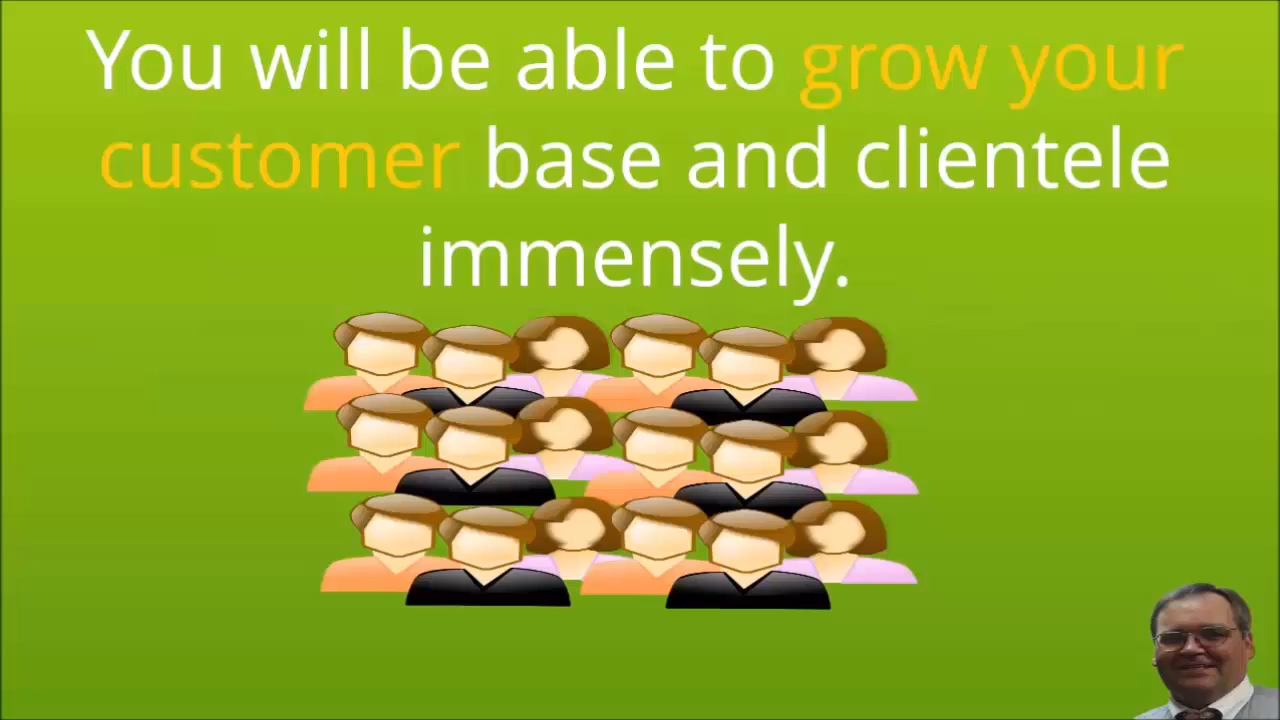 You will be able to grow your
customer base and clientele
immensely.